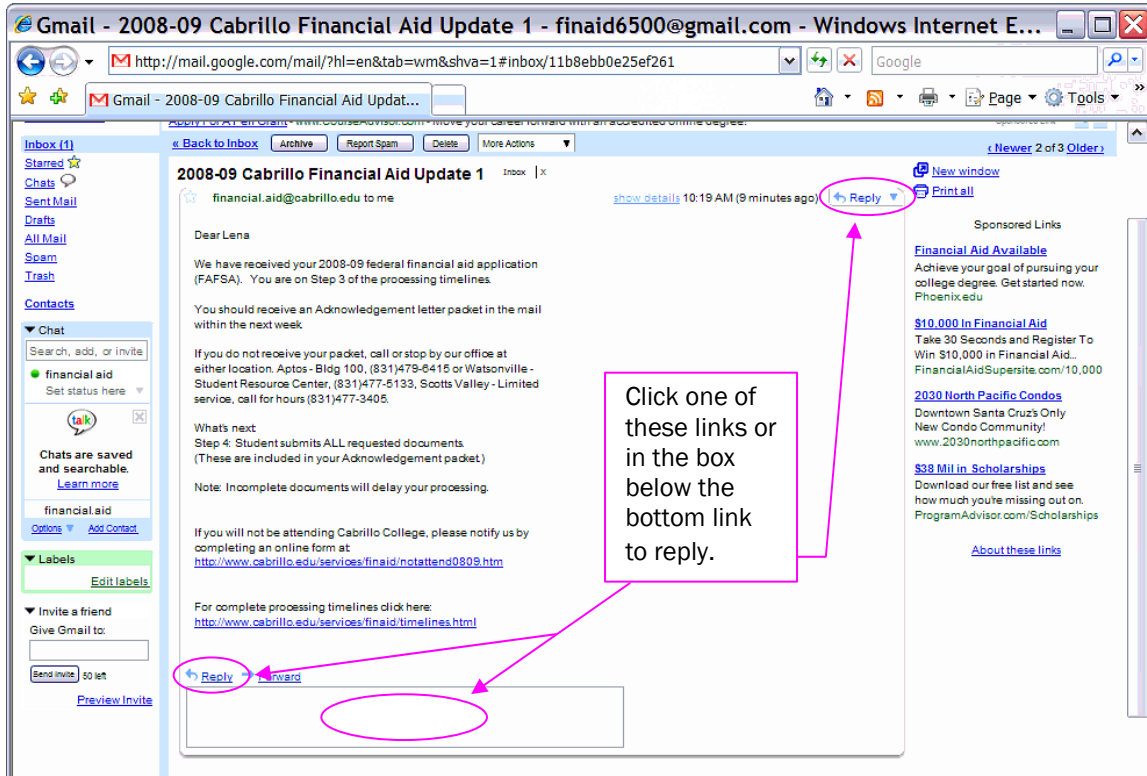 Gmail - 2008-09 Cabrillo Financial Aid Update 1 - finaid6500@gmail.com - Windows Internet E...
http://mail.google.com/mail/?hl=en&tab=wm&shva=1#inbox/11b8ebb0e25ef261
Google
Gmail - 2008-09 Cabrillo Financial Aid Updat...
Page
Tools
Apply For A Pell Grant - www.CourseAdvisor.com - Move your career forward with an accredited online degree!
Sponsored Link
Inbox (1)
Starred
Chats
Sent Mail
Drafts
All Mail
Spam
Trash
Contacts
Chat
Search, add, or invite
financial aid
Set status here
talk
Chats are saved
and searchable.
Learn more
financial.aid
Options
Add Contact
Labels
Edit labels
Invite a friend
Give Gmail to:
Send Invite 50 left
Preview Invite
« Back to Inbox Archive Report Spam Delete More Actions
‹ Newer 2 of 3 Older ›
2008-09 Cabrillo Financial Aid Update 1 Inbox | X
financial.aid@cabrillo.edu to me show details 10:19 AM (9 minutes ago) Reply
Dear Lena
We have received your 2008-09 federal financial aid application
(FAFSA). You are on Step 3 of the processing timelines.
You should receive an Acknowledgement letter packet in the mail
within the next week.
If you do not receive your packet, call or stop by our office at
either location. Aptos - Bldg 100, (831)479-6415 or Watsonville -
Student Resource Center, (831)477-5133, Scotts Valley - Limited
service, call for hours (831)477-3405.
What's next
Step 4: Student submits ALL requested documents.
(These are included in your Acknowledgement packet.)
Note: Incomplete documents will delay your processing.
If you will not be attending Cabrillo College, please notify us by
completing an online form at:
http://www.cabrillo.edu/services/finaid/notattend0809.htm
For complete processing timelines click here:
http://www.cabrillo.edu/services/finaid/timelines.html
Reply Forward
Click one of
these links or
in the box
below the
bottom link
to reply.
New window
Print all
Sponsored Links
Financial Aid Available
Achieve your goal of pursuing your
college degree. Get started now.
Phoenix.edu
$10,000 In Financial Aid
Take 30 Seconds and Register To
Win $10,000 in Financial Aid...
FinancialAidSupersite.com/10,000
2030 North Pacific Condos
Downtown Santa Cruz's Only
New Condo Community!
www.2030northpacific.com
$38 Mil in Scholarships
Download our free list and see
how much you're missing out on.
ProgramAdvisor.com/Scholarships
About these links